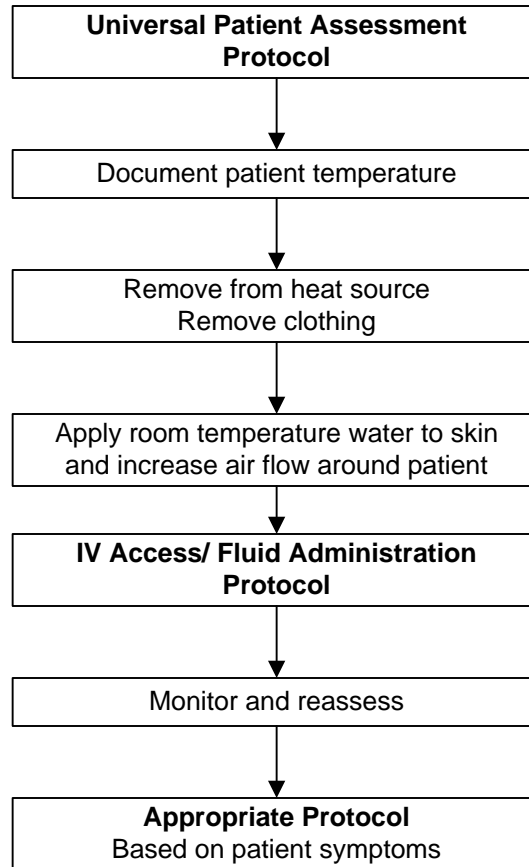 Universal Patient Assessment
Protocol
Document patient temperature
Remove from heat source
Remove clothing
Apply room temperature water to skin
and increase air flow around patient
IV Access/ Fluid Administration
Protocol
Monitor and reassess
Appropriate Protocol
Based on patient symptoms